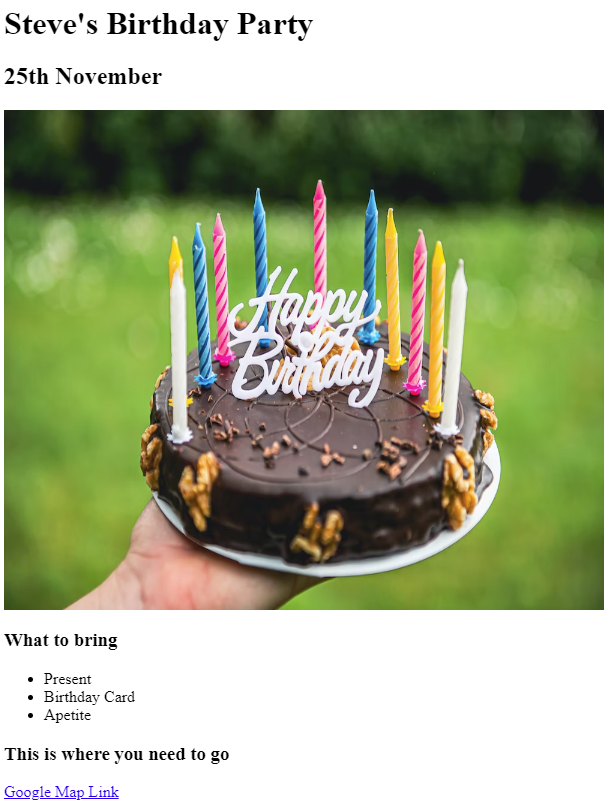 Steve's Birthday Party
25th November
Happy
Birthday
What to bring
Present
Birthday Card
Apetite
This is where you need to go
Google Map Link